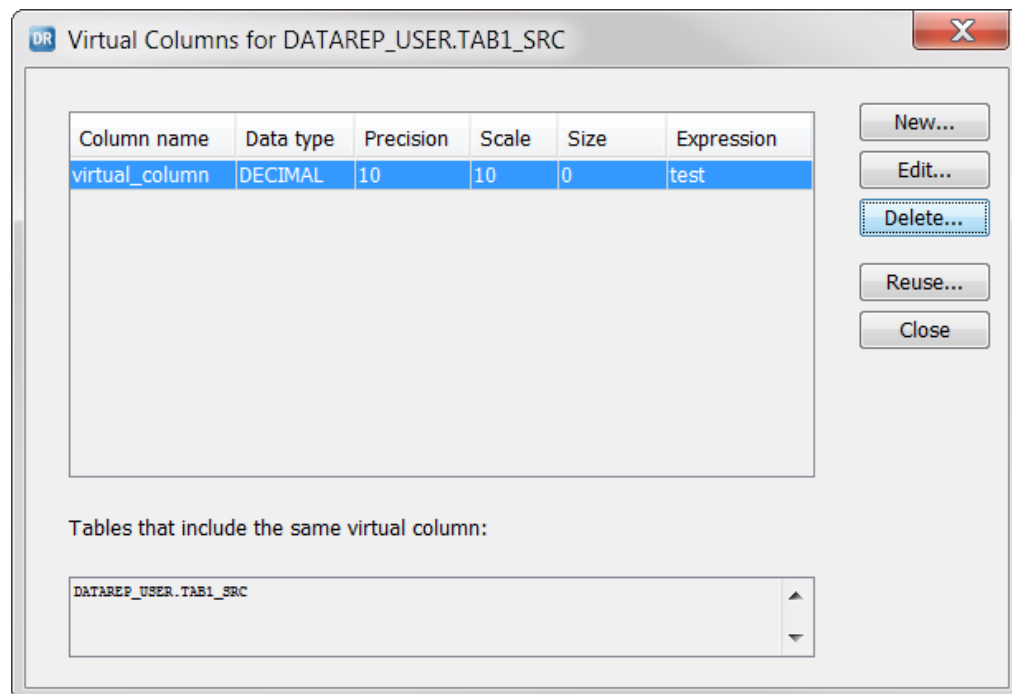 DR Virtual Columns for DATAREP_USER.TAB1_SRC
Column name Data type Precision Scale Size Expression
virtual_column DECIMAL 10 10 0 test
New...
Edit...
Delete...
Reuse...
Close
Tables that include the same virtual column:
DATAREP_USER.TAB1_SRC